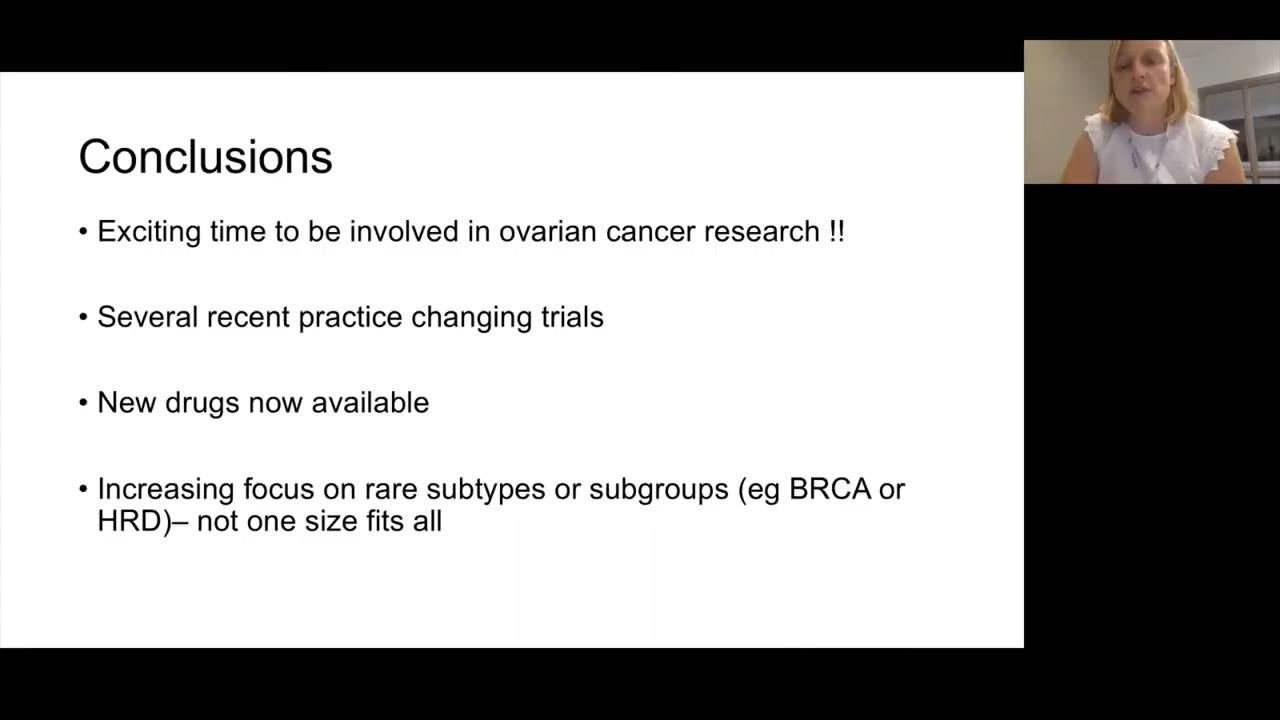 Conclusions
• Exciting time to be involved in ovarian cancer research !!
• Several recent practice changing trials
• New drugs now available
• Increasing focus on rare subtypes or subgroups (eg BRCA or
HRD)– not one size fits all